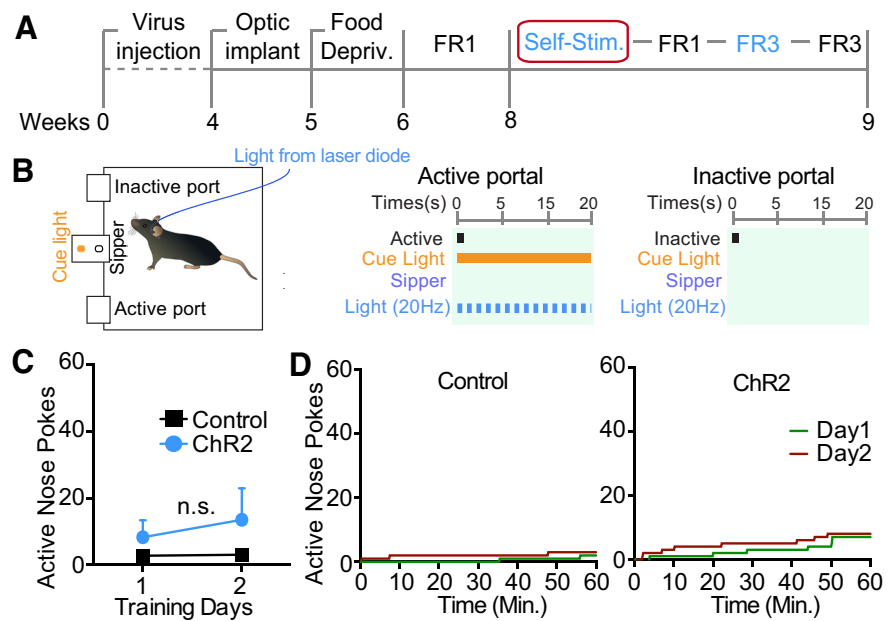 A
Virus
injection
Optic
implant
Food
Depriv.
FR1
Self-Stim.
FR1
FR3
FR3
Weeks 0 4 5 6 8 9
B
Light from laser diode
Inactive port
Cue light
Sipper
Active port
Active portal
Times(s) 0 5 15 20
Active
Cue Light
Sipper
Light (20Hz)
Inactive portal
Times(s) 0 5 15 20
Inactive
Cue Light
Sipper
Light (20Hz)
C
Active Nose Pokes
60
40
20
0
Control
ChR2
n.s.
1 2
Training Days
D
Active Nose Pokes
60
40
20
0
Control
0 10 20 30 40 50 60
Time (Min.)
60
40
20
0
ChR2
Day1
Day2
0 10 20 30 40 50 60
Time (Min.)